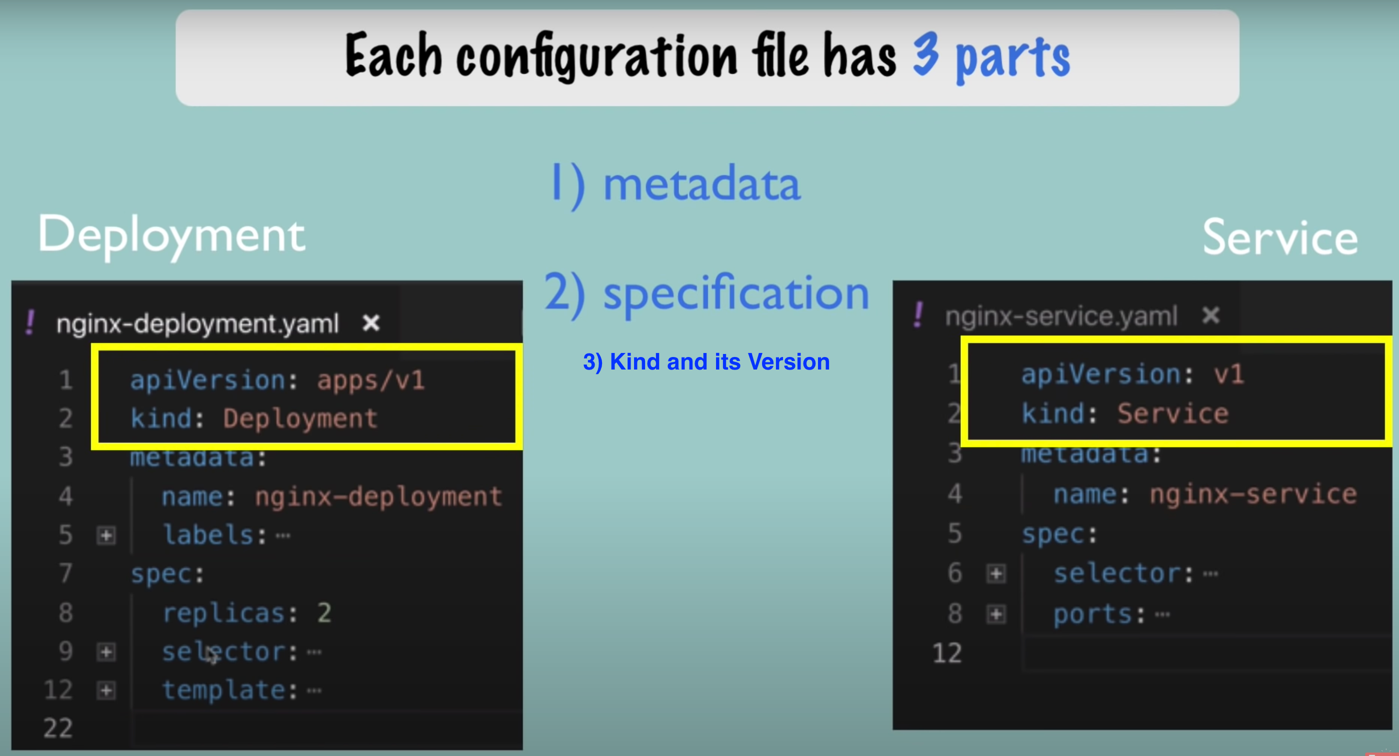 Each configuration file has 3 parts
1) metadata
2) specification
3) Kind and its Version
Deployment
! nginx-deployment.yaml ×
1 apiVersion: apps/v1
2 kind: Deployment
3 metadata:
4 name: nginx-deployment
5 + labels: ⋯
7 spec:
8 replicas: 2
9 + selector: ⋯
12 + template: ⋯
22
Service
! nginx-service.yaml ×
1 apiVersion: v1
2 kind: Service
3 metadata:
4 name: nginx-service
5 spec:
6 + selector: ⋯
8 + ports: ⋯
12